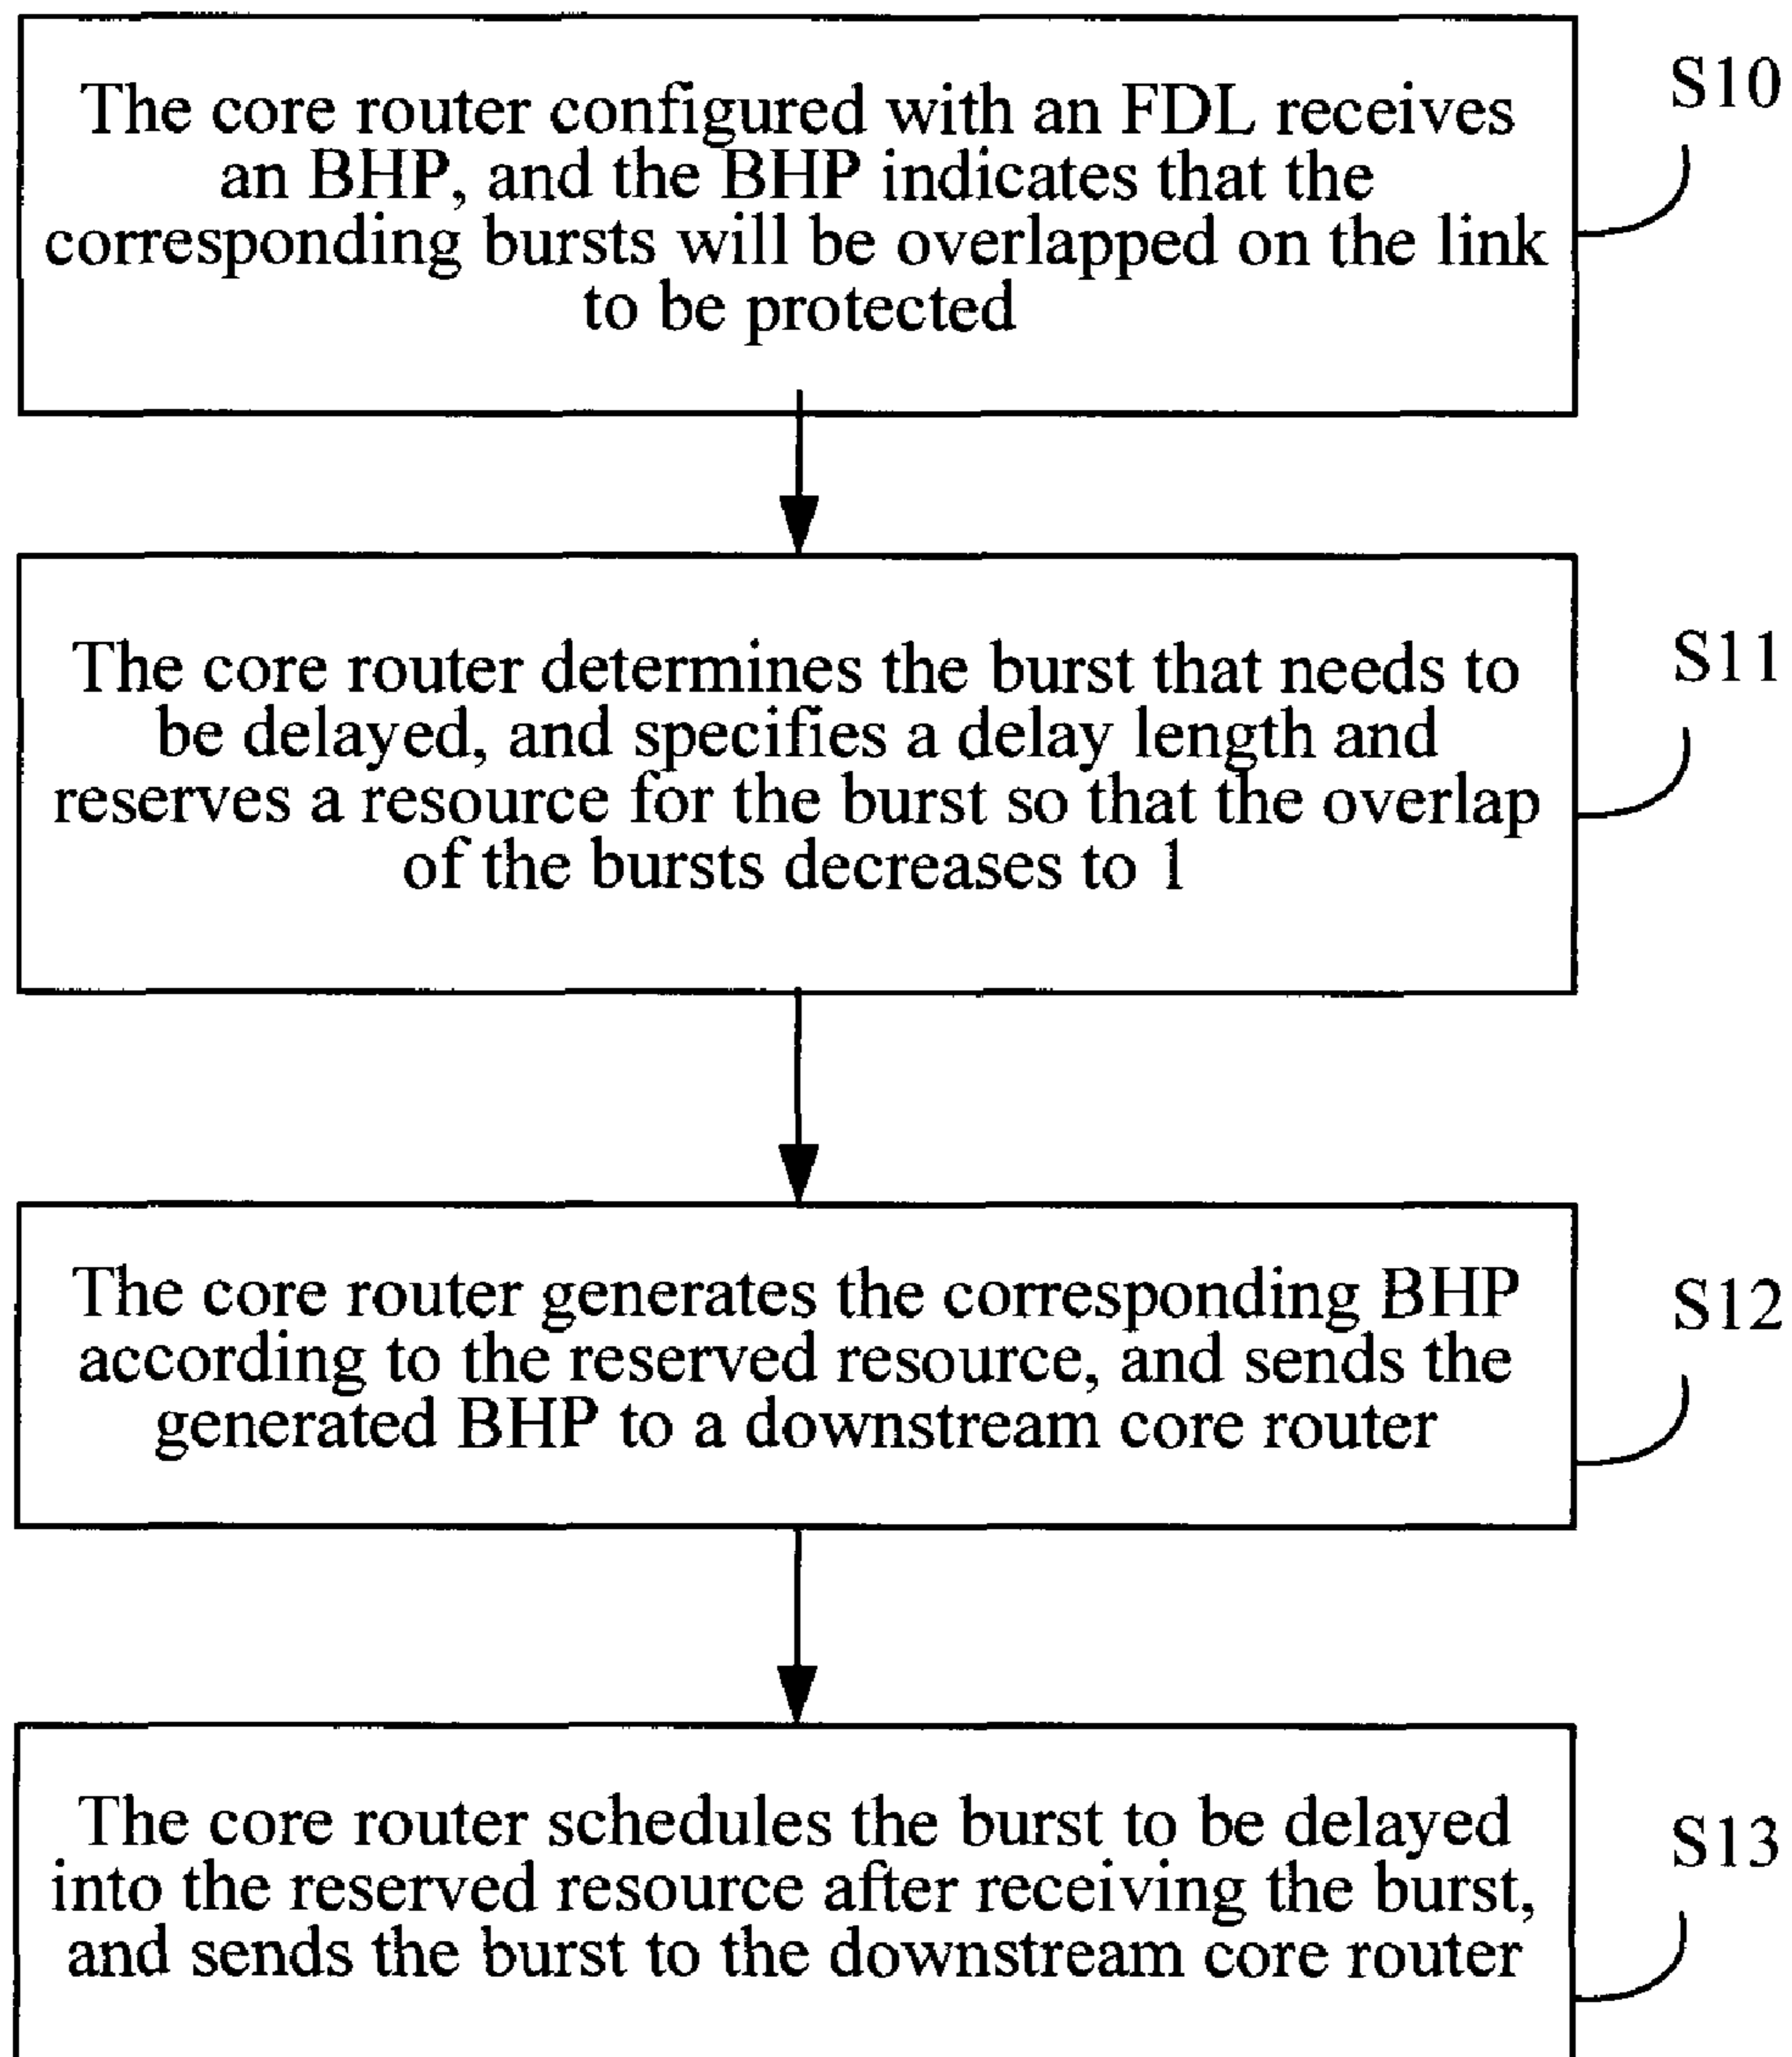 The core router configured with an FDL receives
an BHP, and the BHP indicates that the
corresponding bursts will be overlapped on the link
to be protected
S10
The core router determines the burst that needs to
be delayed, and specifies a delay length and
reserves a resource for the burst so that the overlap
of the bursts decreases to 1
S11
The core router generates the corresponding BHP
according to the reserved resource, and sends the
generated BHP to a downstream core router
S12
The core router schedules the burst to be delayed
into the reserved resource after receiving the burst,
and sends the burst to the downstream core router
S13